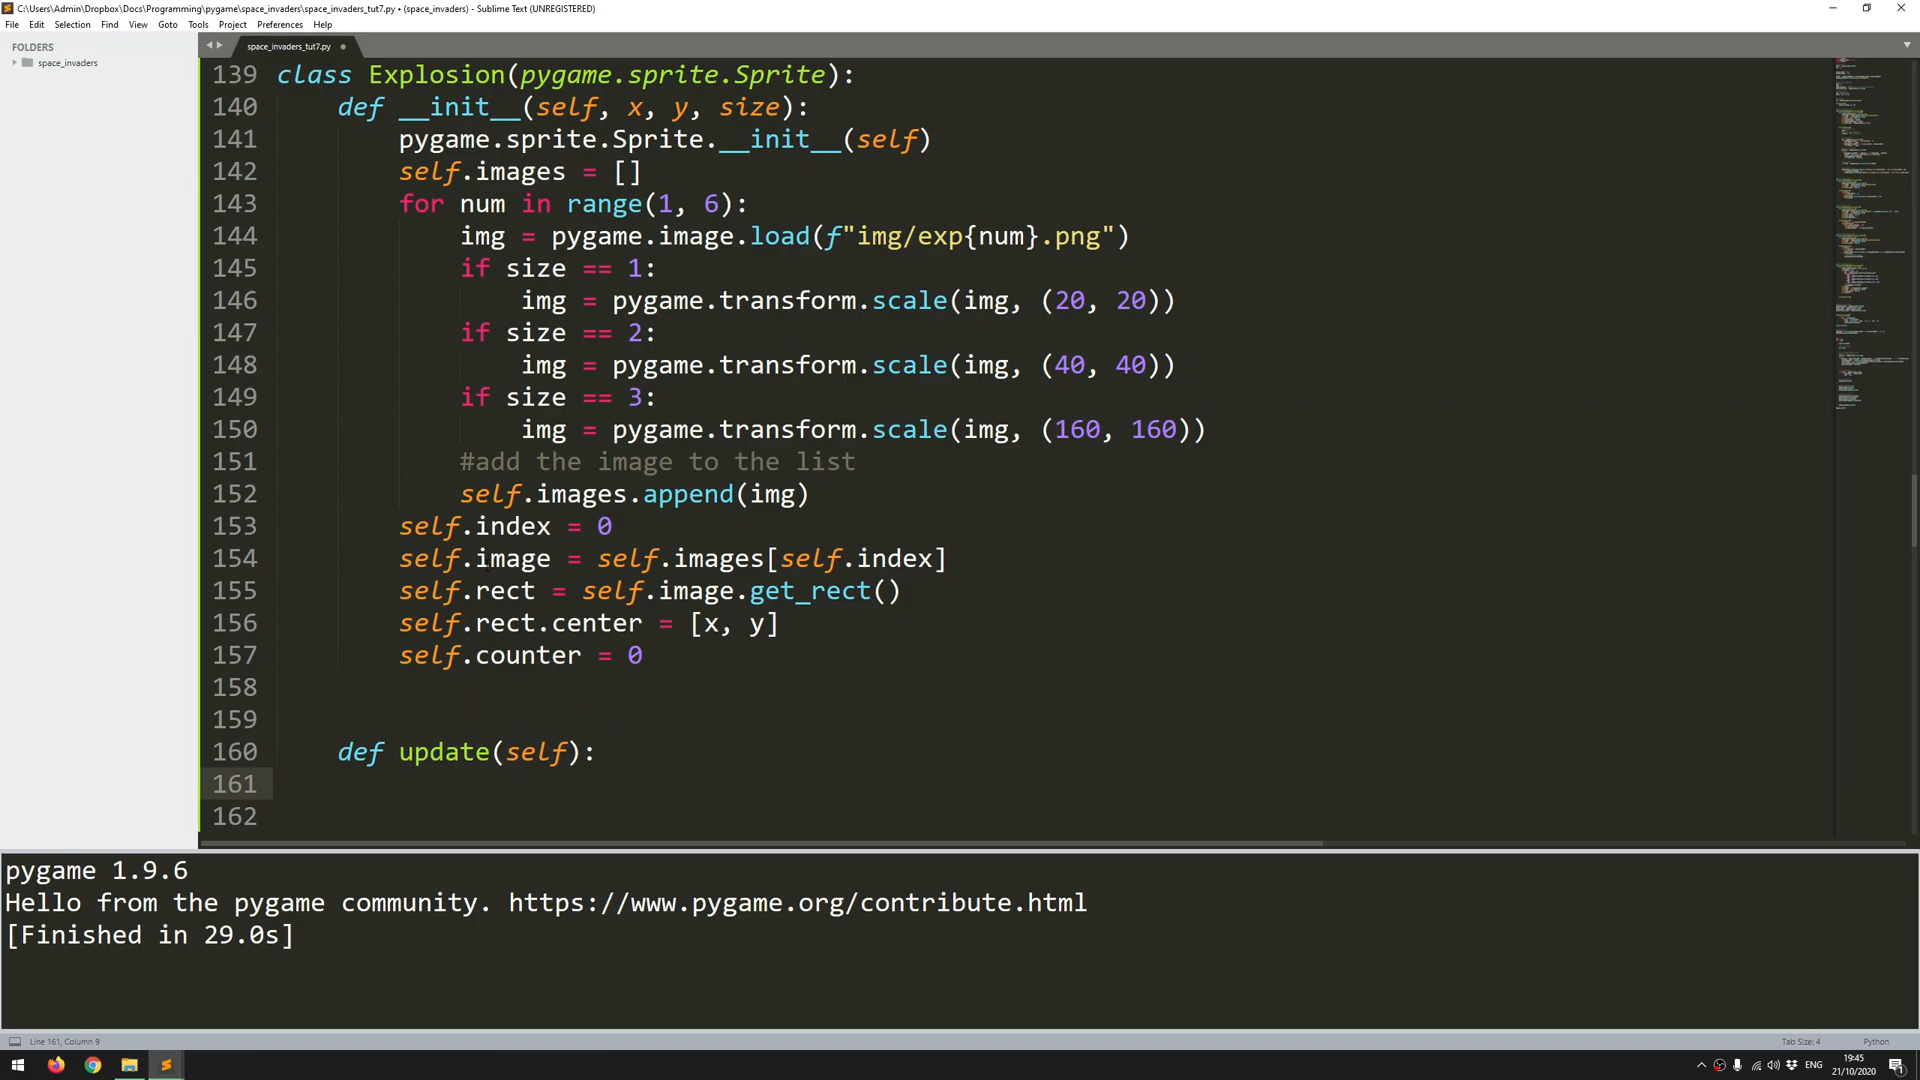 C:\Users\Admin\Dropbox\Docs\Programming\pygame\space_invaders\space_invaders_tut7.py • (space_invaders) - Sublime Text (UNREGISTERED)
File Edit Selection Find View Goto Tools Project Preferences Help
FOLDERS
space_invaders
space_invaders_tut7.py
139 class Explosion(pygame.sprite.Sprite):
140     def __init__(self, x, y, size):
141         pygame.sprite.Sprite.__init__(self)
142         self.images = []
143         for num in range(1, 6):
144             img = pygame.image.load(f"img/exp{num}.png")
145             if size == 1:
146                 img = pygame.transform.scale(img, (20, 20))
147             if size == 2:
148                 img = pygame.transform.scale(img, (40, 40))
149             if size == 3:
150                 img = pygame.transform.scale(img, (160, 160))
151             #add the image to the list
152             self.images.append(img)
153         self.index = 0
154         self.image = self.images[self.index]
155         self.rect = self.image.get_rect()
156         self.rect.center = [x, y]
157         self.counter = 0
158
159
160     def update(self):
161
162
pygame 1.9.6
Hello from the pygame community. https://www.pygame.org/contribute.html
[Finished in 29.0s]
Line 161, Column 9
Tab Size: 4
Python
ENG
19:45
21/10/2020